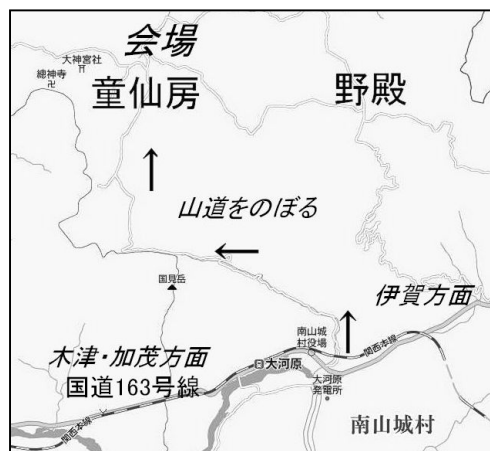 会場
大神宮社
總神寺
童仙房
野殿
山道をのぼる
国見岳
伊賀方面
南山城
村役場
関西本線
木津・加茂方面
大河原
国道163号線
大河原
発電所
関西本線
南山城村